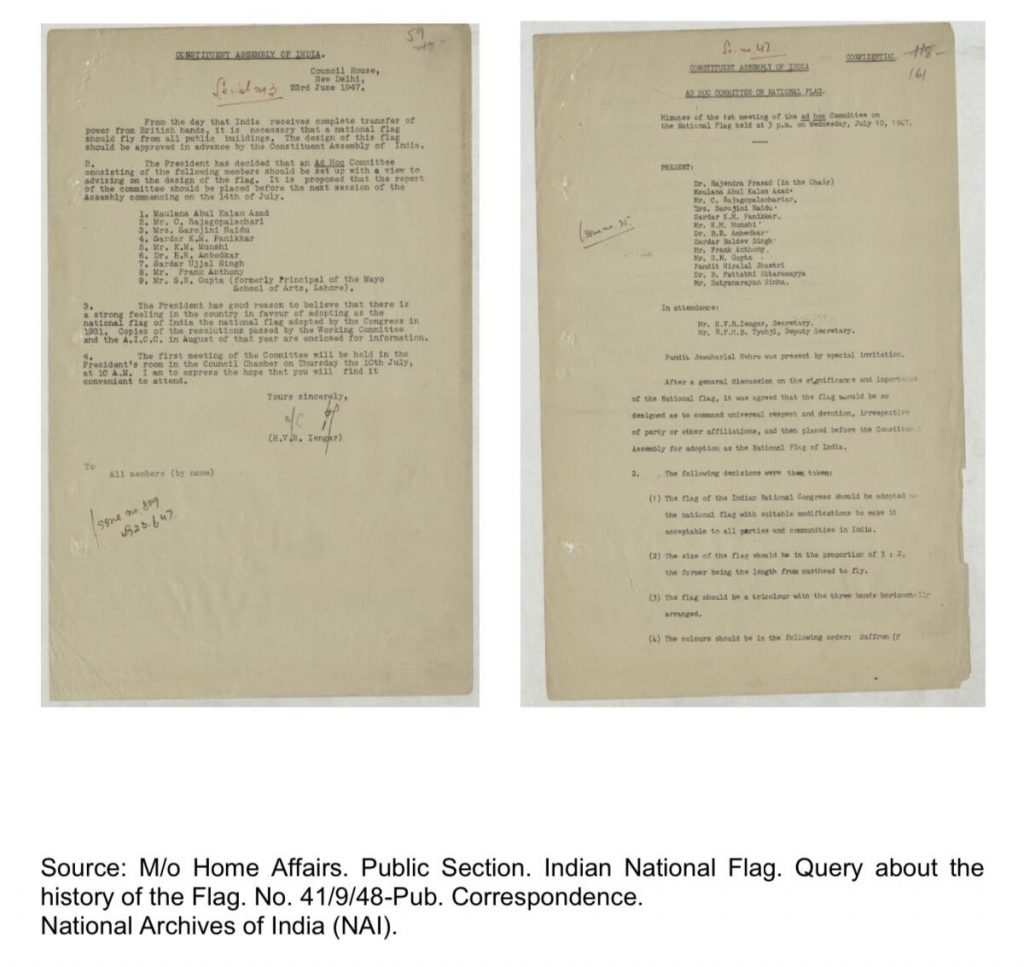 59
-15-
CONSTITUENT ASSEMBLY OF INDIA.
Council House,
New Delhi,
23rd June 1947.
Serial no 3
From the day that India receives complete transfer of
power from British hands, it is necessary that a national flag
should fly from all public buildings. The design of this flag
should be approved in advance by the Constituent Assembly of India.
2. The President has decided that an Ad Hoc Committee
consisting of the following members should be set up with a view to
advising on the design of the flag. It is proposed that the report
of the committee should be placed before the next session of the
Assembly commencing on the 14th of July.
1. Maulana Abul Kalam Azad
2. Mr. C. Rajagopalachari
3. Mrs. Sarojini Naidu
4. Sardar K.M. Panikkar
5. Mr. K.M. Munshi
6. Dr. B.R. Ambedkar
7. Sardar Ujjal Singh
8. Mr. Frank Anthony
9. Mr. S.N. Gupta (formerly Principal of the Mayo
School of Arts, Lahore).
3. The President has good reason to believe that there is
a strong feeling in the country in favour of adopting as the
national flag of India the national flag adopted by the Congress in
1931. Copies of the resolutions passed by the Working Committee
and the A.I.C.C. in August of that year are enclosed for information.
4. The first meeting of the Committee will be held in the
President's room in the Council Chamber on Thursday the 10th July,
at 10 A.M. I am to express the hope that you will find it
convenient to attend.
Yours sincerely,
(H.V.R. Iengar)
To
All members (by name)
Issue no. 809
23.6.47.
Sr. no. 42
CONFIDENTIAL.
-118-
161
CONSTITUENT ASSEMBLY OF INDIA
AD HOC COMMITTEE ON NATIONAL FLAG.
Minutes of the 1st meeting of the ad hoc Committee on
the National Flag held at 3 p.m. on Wednesday, July 10, 1947.
PRESENT:
Dr. Rajendra Prasad (in the Chair)
Maulana Abul Kalam Azad
Mr. C. Rajagopalachariar.
Mrs. Sarojini Naidu
Sardar K.M. Panikkar.
Mr. K.M. Munshi
Dr. B.R. Ambedkar
Sardar Baldev Singh
Mr. Frank Anthony.
Mr. S.N. Gupta
Pandit Hiralal Shastri
Dr. B. Pattabhi Sitaramayya
Mr. Satyanarayan Sinha.
Issue no. 35
In attendance:
Mr. H.V.R.Iengar, Secretary.
Mr. B.F.H.B. Tyabji, Deputy Secretary.
Pandit Jawaharlal Nehru was present by special invitation.
After a general discussion on the significance and importance
of the National flag, it was agreed that the flag should be so
designed as to command universal respect and devotion, irrespective
of party or other affiliations, and then placed before the Constituent
Assembly for adoption as the National Flag of India.
2. The following decisions were then taken:
(1) The flag of the Indian National Congress should be adopted as
the national flag with suitable modifications to make it
acceptable to all parties and communities in India.
(2) The size of the flag should be in the proportion of 3 : 2,
the former being the length from masthead to fly.
(3) The flag should be a tricolour with the three bands horizontally
arranged.
(4) The colours should be in the following order: Saffron
Source: M/o Home Affairs. Public Section. Indian National Flag. Query about the
history of the Flag. No. 41/9/48-Pub. Correspondence.
National Archives of India (NAI).